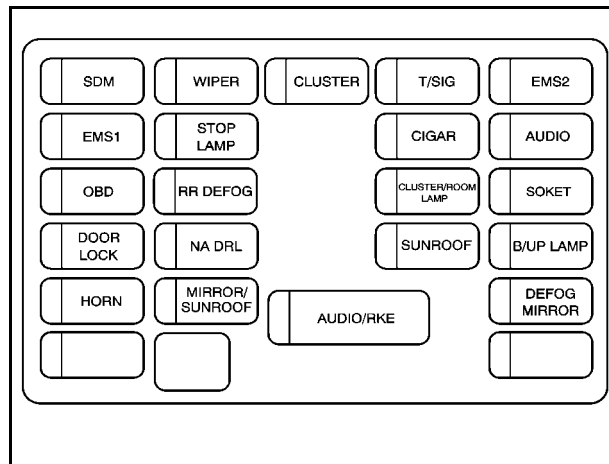 SDM
WIPER
CLUSTER
T/SIG
EMS2
EMS1
STOP
LAMP
CIGAR
AUDIO
OBD
RR DEFOG
CLUSTER/ROOM
LAMP
SOKET
DOOR
LOCK
NA DRL
SUNROOF
B/UP LAMP
HORN
MIRROR/
SUNROOF
AUDIO/RKE
DEFOG
MIRROR